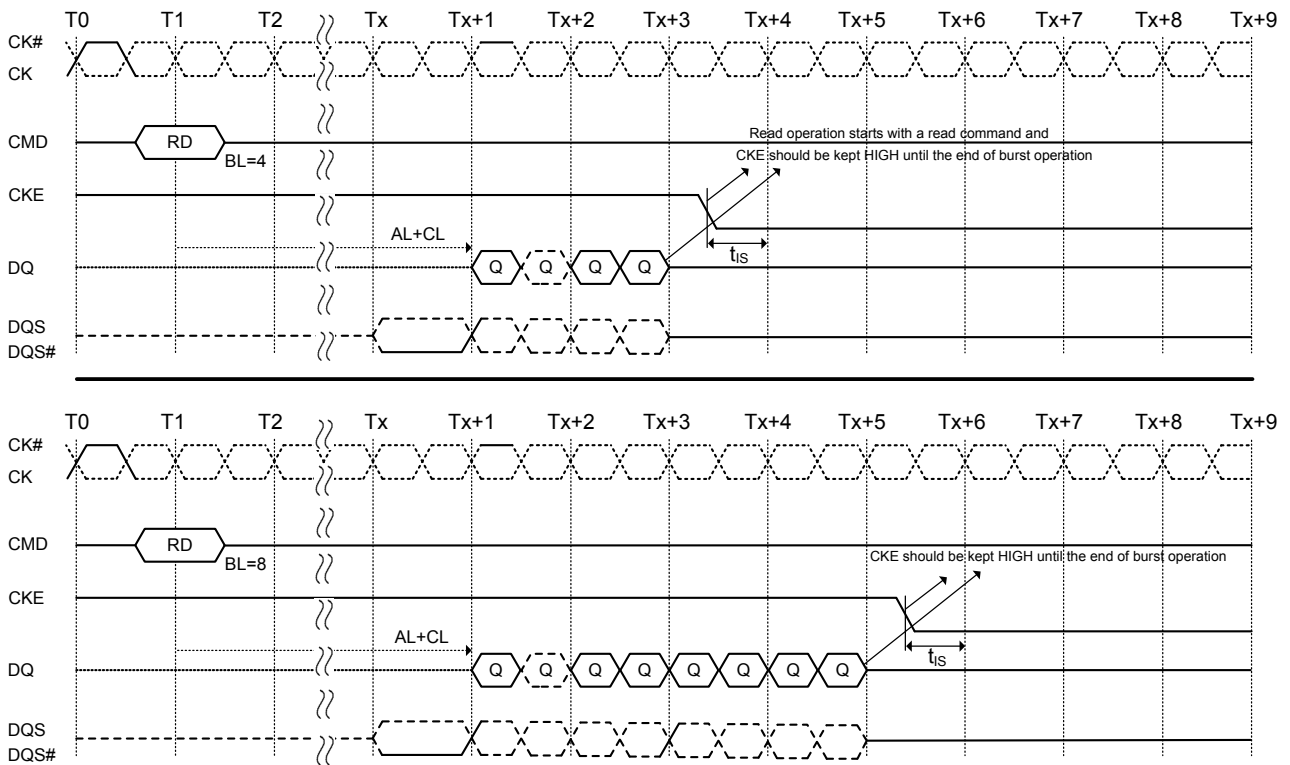 T0 T1 T2 Tx Tx+1 Tx+2 Tx+3 Tx+4 Tx+5 Tx+6 Tx+7 Tx+8 Tx+9
CK#
CK
Read operation starts with a read command and
CMD RD
BL=4
CKE should be kept HIGH until the end of burst operation
CKE
AL+CL
tIS
DQ Q Q Q Q
DQS
DQS#
T0 T1 T2 Tx Tx+1 Tx+2 Tx+3 Tx+4 Tx+5 Tx+6 Tx+7 Tx+8 Tx+9
CK#
CK
CMD RD
BL=8
CKE should be kept HIGH until the end of burst operation
CKE
AL+CL
tIS
DQ Q Q Q Q Q Q Q Q
DQS
DQS#